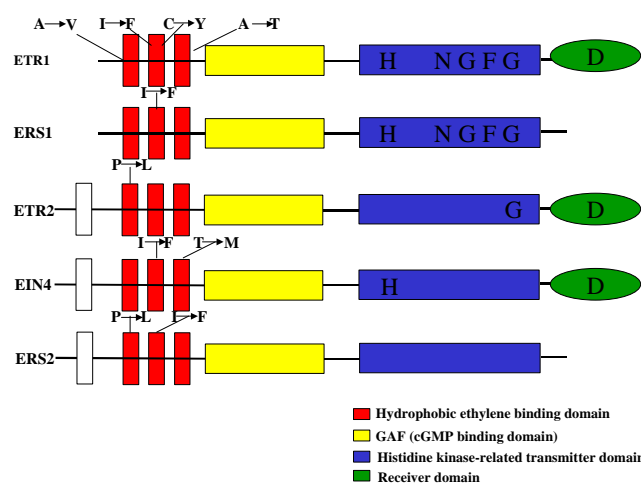 A→V I→F C→Y A→T
ETR1 H N G F G D
I→F
ERS1 H N G F G
P→L
ETR2 G D
I→F T→M
EIN4 H D
P→L I→F
ERS2
Hydrophobic ethylene binding domain
GAF (cGMP binding domain)
Histidine kinase-related transmitter domain
Receiver domain